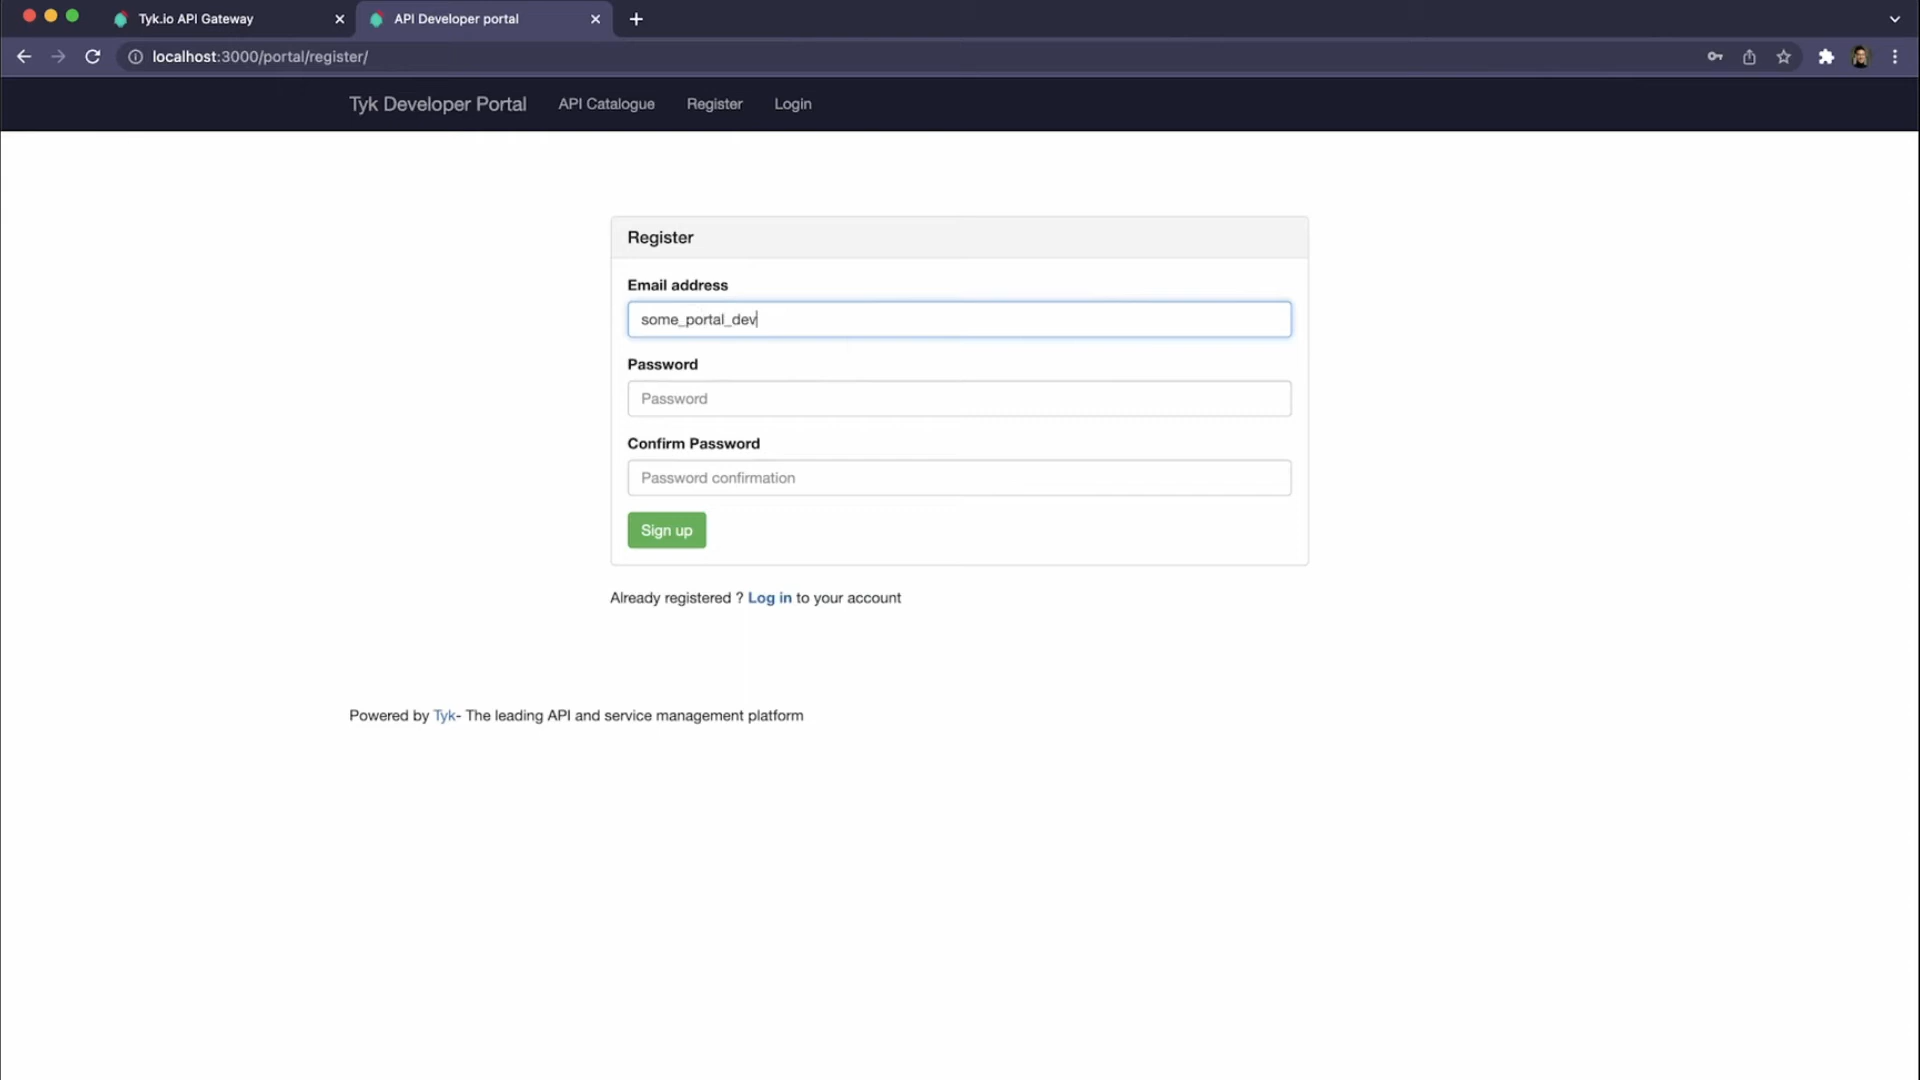 Tyk.io API Gateway
API Developer portal
localhost:3000/portal/register/
Tyk Developer Portal API Catalogue Register Login
Register
Email address
some_portal_dev
Password
Password
Confirm Password
Password confirmation
Sign up
Already registered ? Log in to your account
Powered by Tyk- The leading API and service management platform